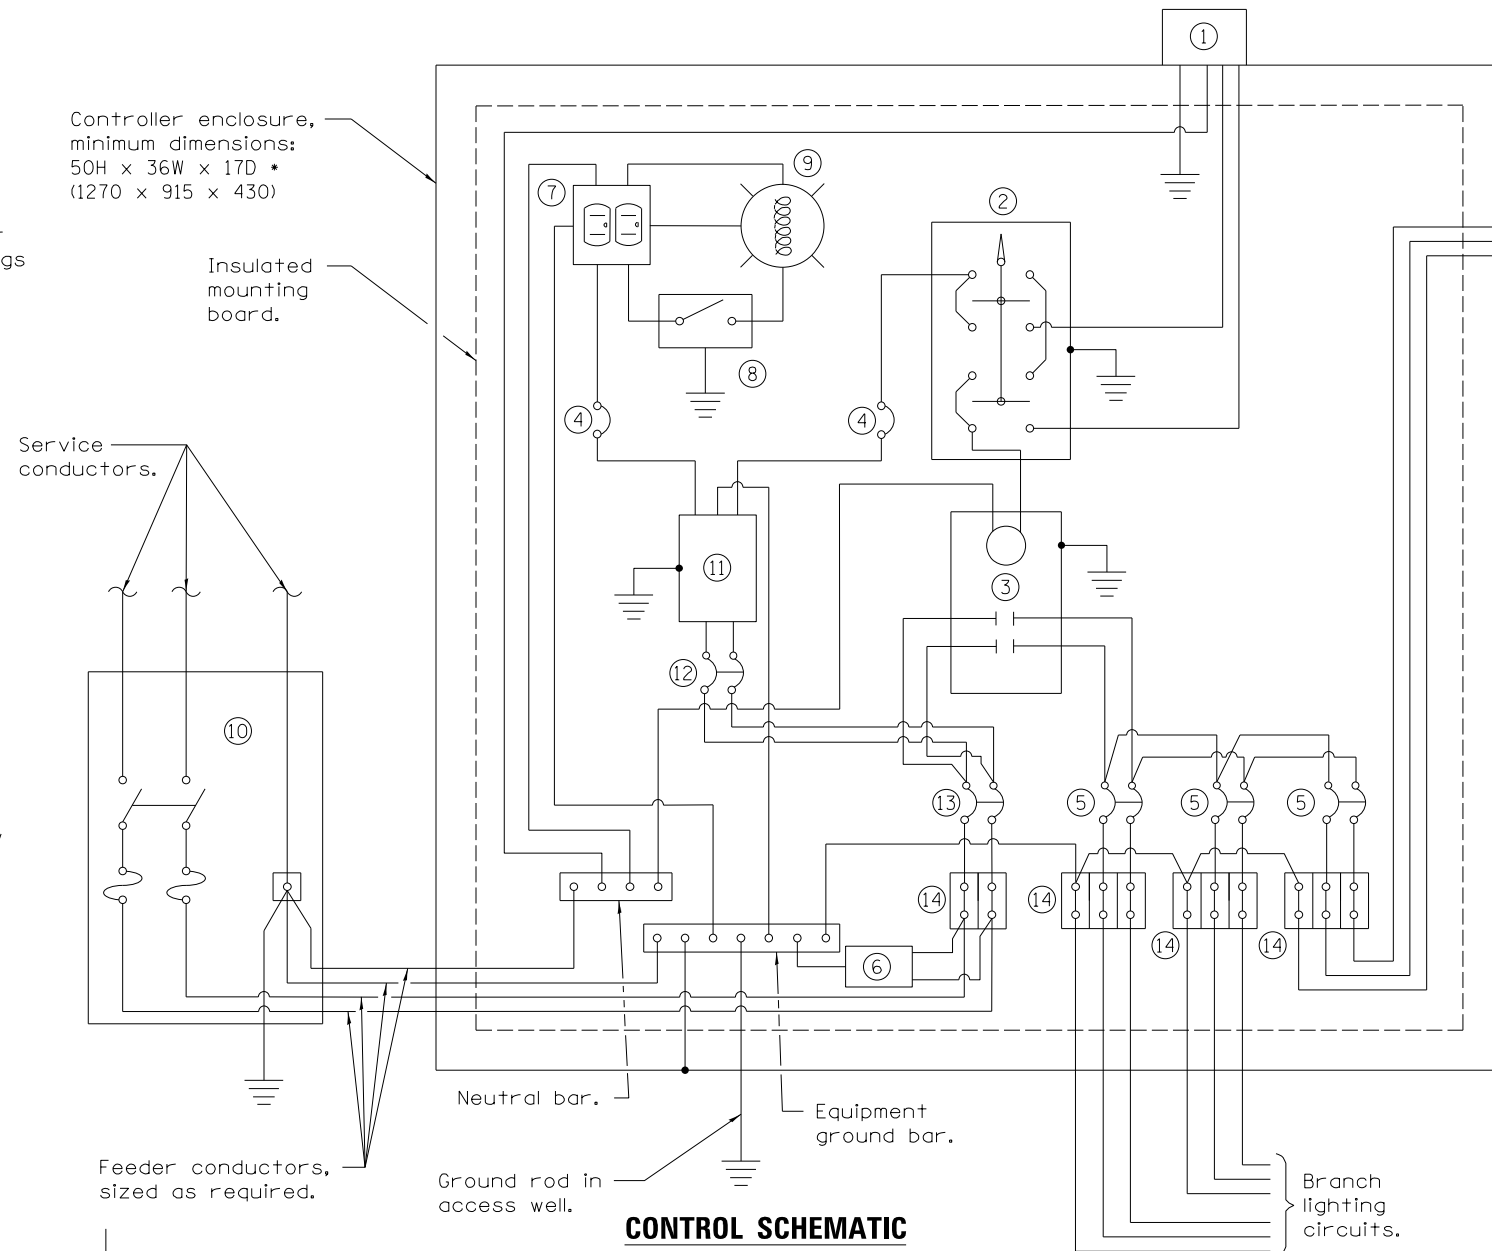 1
Controller enclosure,
minimum dimensions:
50H x 36W x 17D *
(1270 x 915 x 430)
gs
Insulated
mounting
board.
7
9
2
8
4
4
Service
conductors.
11
3
12
10
13
5
5
5
14
14
14
14
6
Neutral bar.
Equipment
ground bar.
Feeder conductors,
sized as required.
Ground rod in
access well.
Branch
lighting
circuits.
CONTROL SCHEMATIC